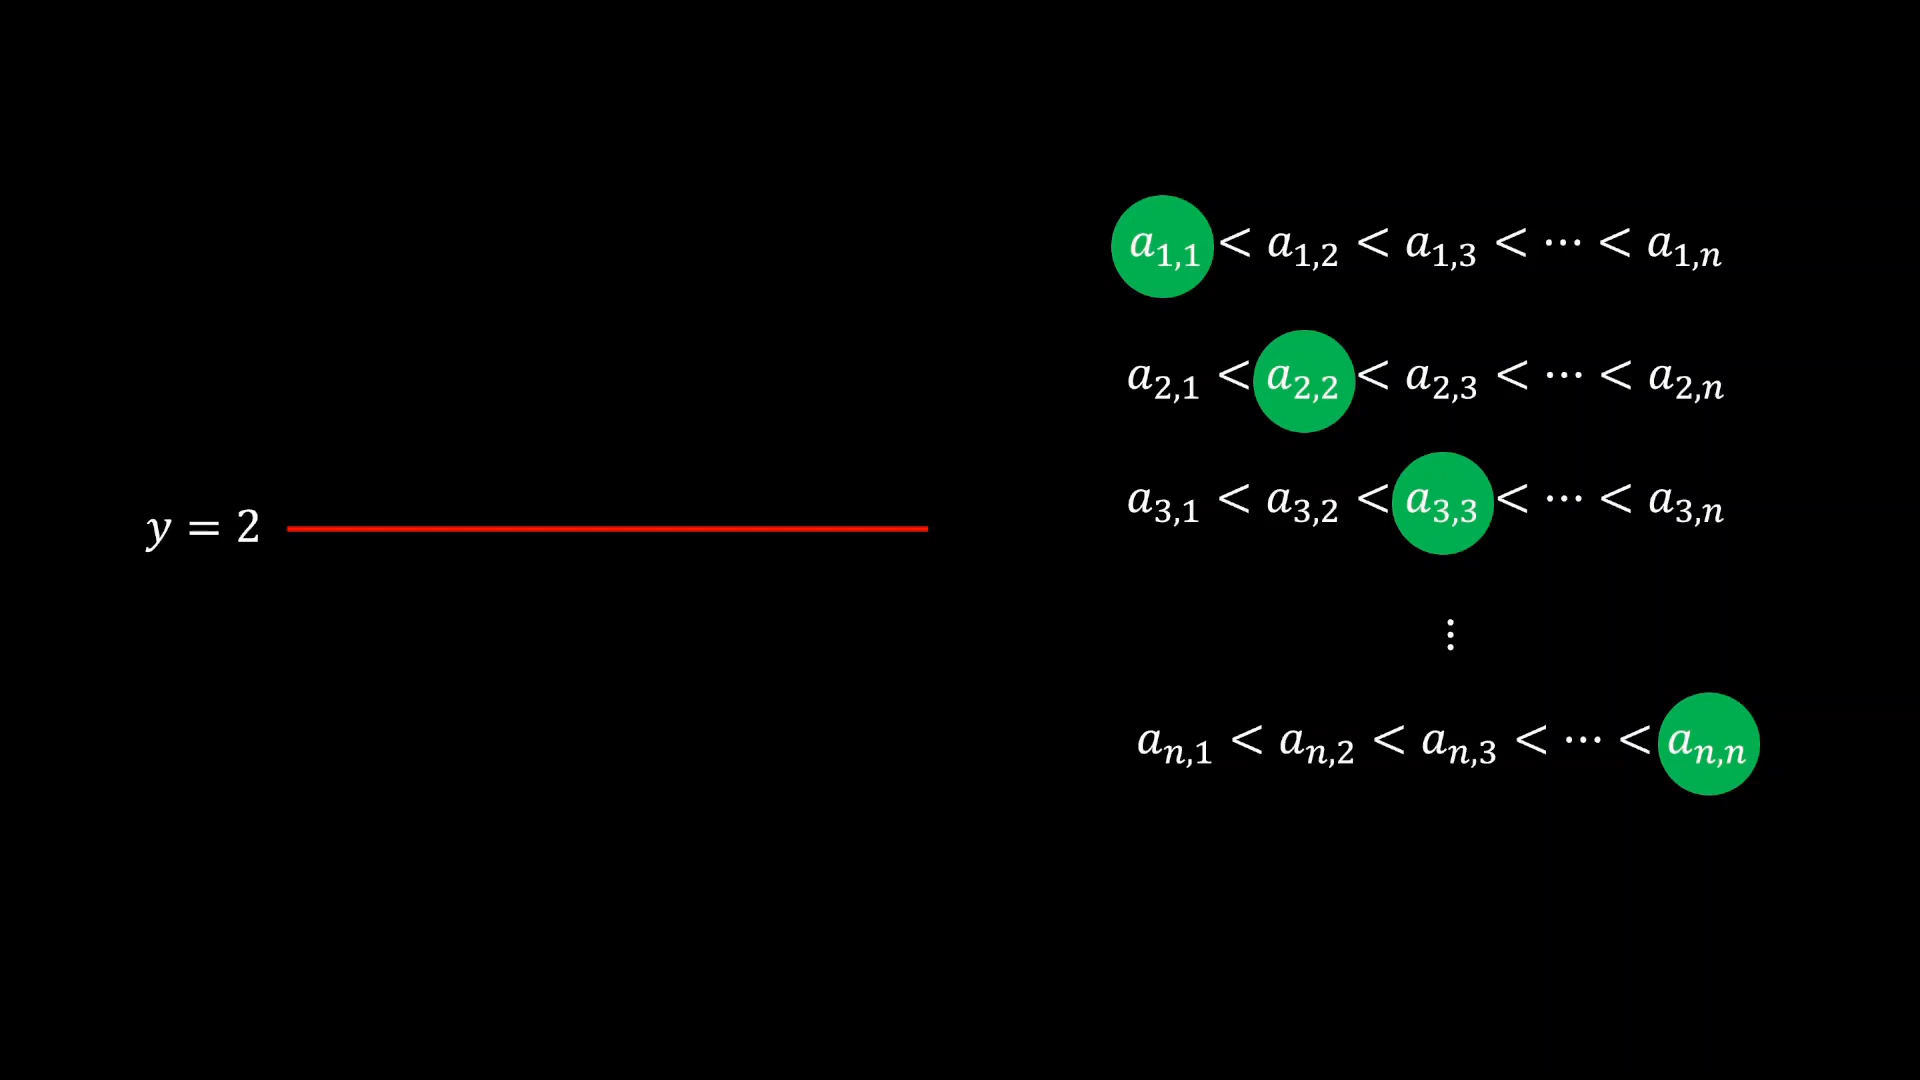 a₁,₁ < a₁,₂ < a₁,₃ < ⋯ < a₁,ₙ
a₂,₁ < a₂,₂ < a₂,₃ < ⋯ < a₂,ₙ
a₃,₁ < a₃,₂ < a₃,₃ < ⋯ < a₃,ₙ
y = 2
⋮
aₙ,₁ < aₙ,₂ < aₙ,₃ < ⋯ < aₙ,ₙ